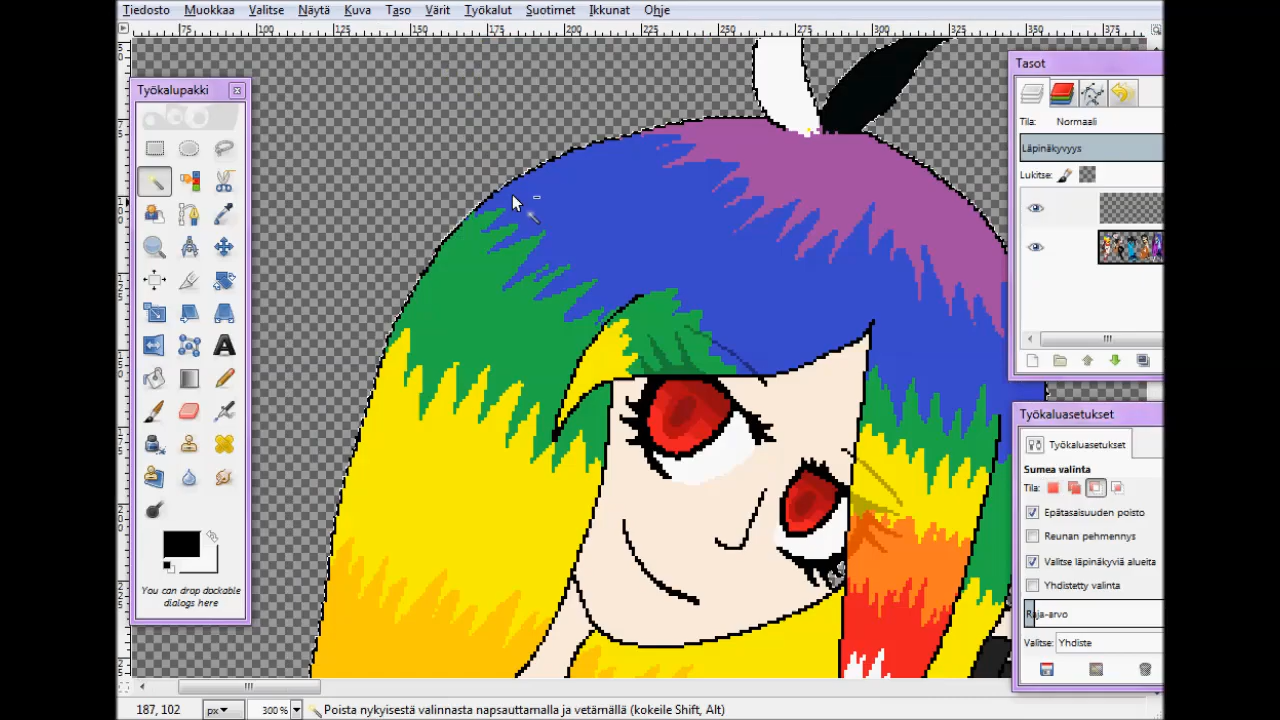 Tiedosto Muokkaa Valitse Näytä Kuva Taso Värit Työkalut Suotimet Ikkunat Ohje
75 100 125 150 175 200 225 250 275 300 325 350 375
Työkalupakki
You can drop dockable
dialogs here
Tasot
Tila: Normaali
Läpinäkyvyys
Lukitse:
Työkaluasetukset
Työkaluasetukset
Sumea valinta
Tila:
Epätasaisuuden poisto
Reunan pehmennys
Valitse läpinäkyviä alueita
Yhdistetty valinta
Raja-arvo
Valitse: Yhdiste
187, 102 px 300 % Poista nykyisestä valinnasta napsauttamalla ja vetämällä (kokeile Shift, Alt)